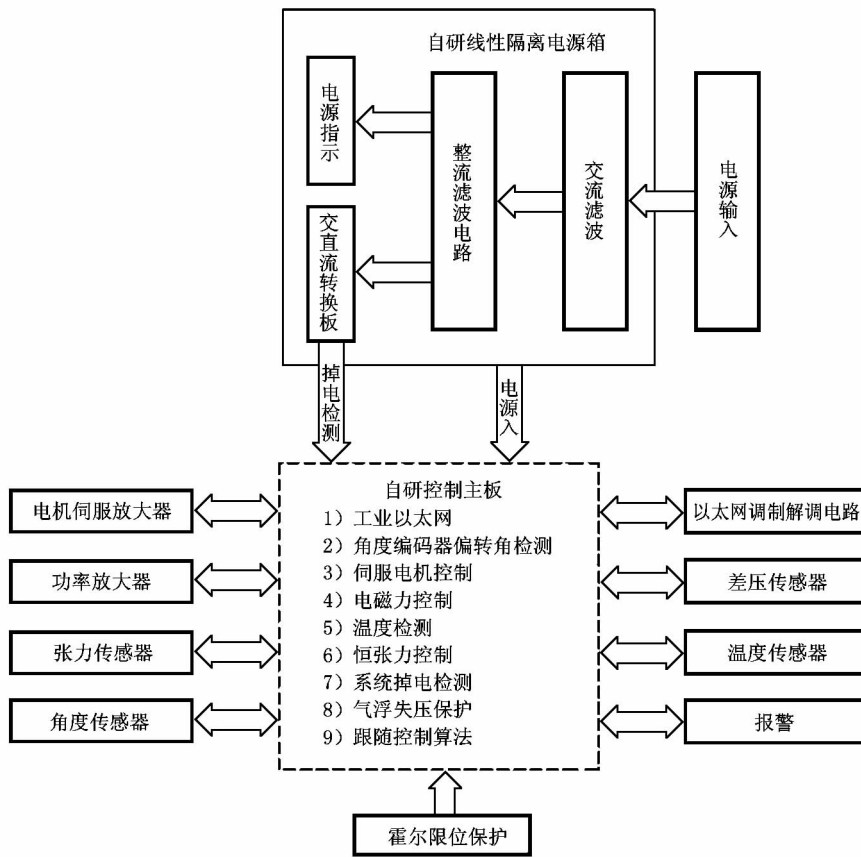 自研线性隔离电源箱
电源指示
整流滤波电路
交流滤波
电源输入
交直流转换板
掉电检测
电源入
自研控制主板
1）工业以太网
2）角度编码器偏转角检测
3）伺服电机控制
4）电磁力控制
5）温度检测
6）恒张力控制
7）系统掉电检测
8）气浮失压保护
9）跟随控制算法
电机伺服放大器
功率放大器
张力传感器
角度传感器
以太网调制解调电路
差压传感器
温度传感器
报警
霍尔限位保护